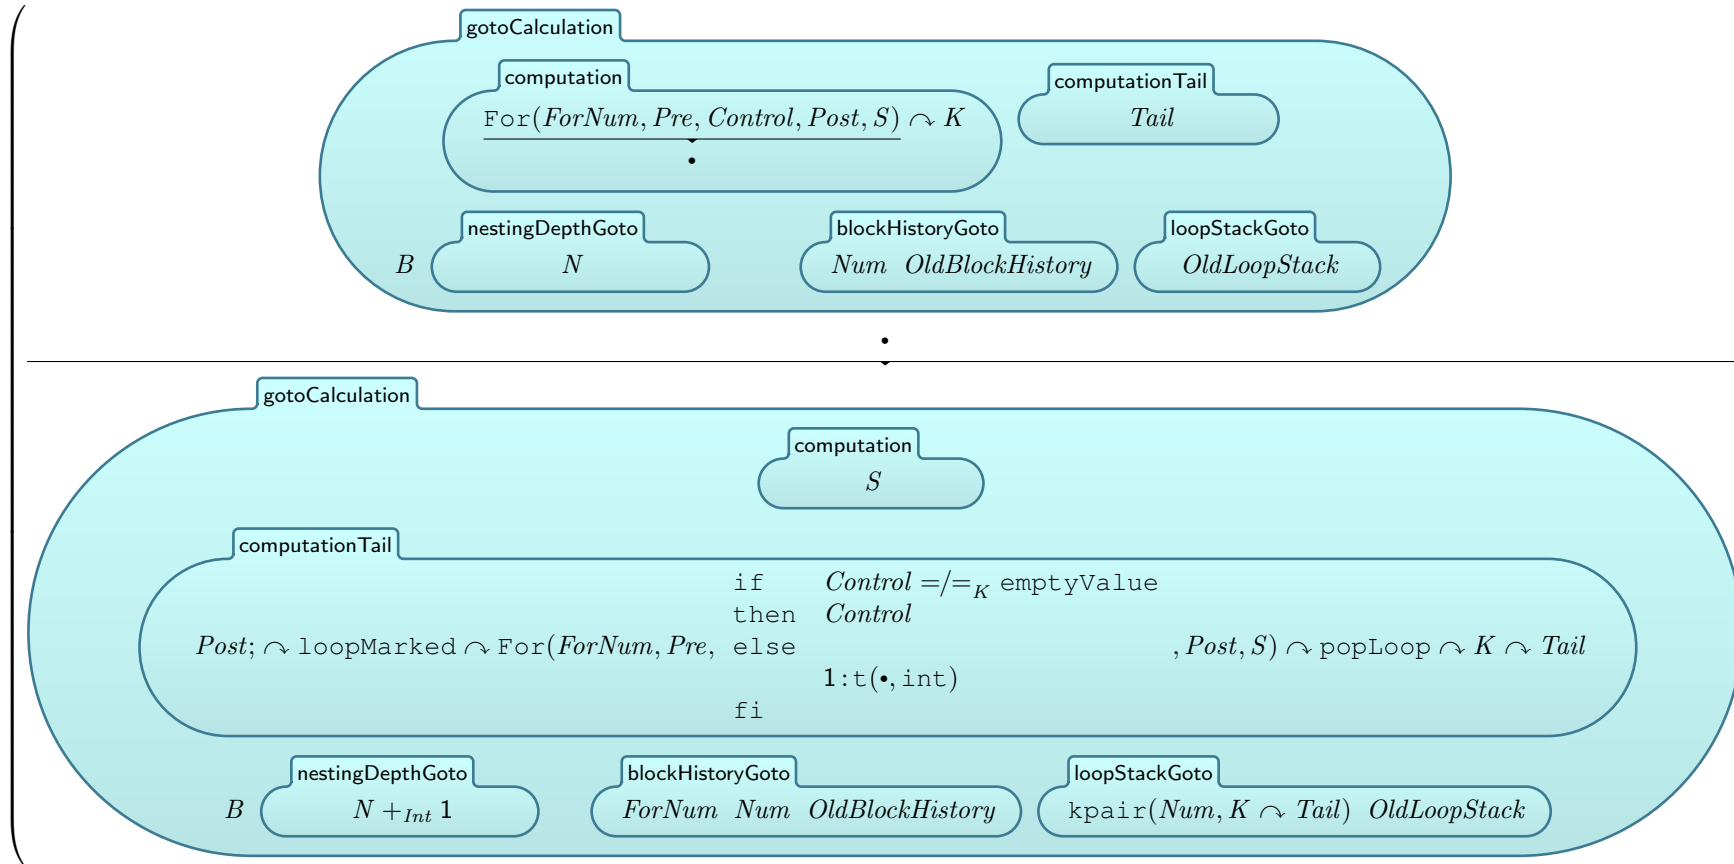 gotoCalculation
computation
computationTail
For(ForNum, Pre, Control, Post, S) ↷ K
Tail
•
nestingDepthGoto
blockHistoryGoto
loopStackGoto
B
N
Num OldBlockHistory
OldLoopStack
•
gotoCalculation
computation
S
computationTail
if Control =/=K emptyValue
then Control
Post; ↷ loopMarked ↷ For(ForNum, Pre, else , Post, S) ↷ popLoop ↷ K ↷ Tail
1:t(•, int)
fi
nestingDepthGoto
blockHistoryGoto
loopStackGoto
B
N +Int 1
ForNum Num OldBlockHistory
kpair(Num, K ↷ Tail) OldLoopStack